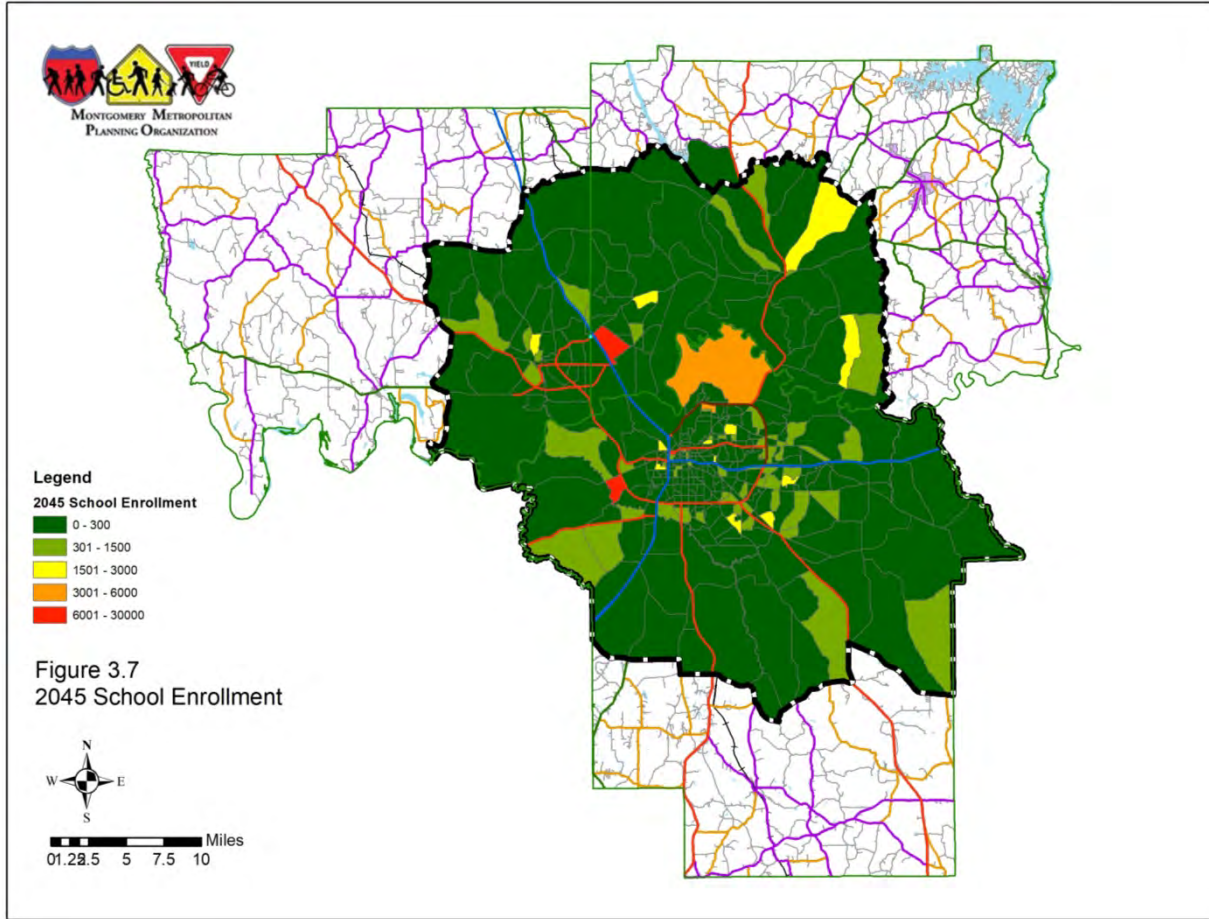 YIELD
MONTGOMERY METROPOLITAN
PLANNING ORGANIZATION
Legend
2045 School Enrollment
0 - 300
301 - 1500
1501 - 3000
3001 - 6000
6001 - 30000
Figure 3.7
2045 School Enrollment
N
W E
S
Miles
0 1.25 2.5 5 7.5 10